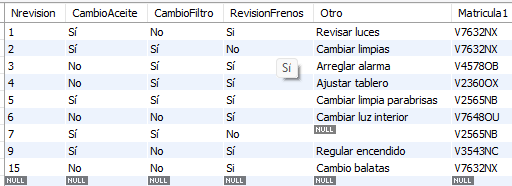 Nrevision CambioAceite CambioFiltro RevisionFrenos Otro Matricula1
1 Sí No Si Revisar luces V7632NX
2 Sí Sí No Cambiar limpias V7632NX
3 No Sí Sí Arreglar alarma V4578OB
Sí
4 No Sí Sí Ajustar tablero V2360OX
5 Sí Sí Sí Cambiar limpia parabrisas V2565NB
6 No Sí Sí Cambiar luz interior V7648OU
7 Sí Sí No NULL V2565NB
9 Sí No Sí Regular encendido V3543NC
15 No No Si Cambio balatas V7632NX
NULL NULL NULL NULL NULL NULL